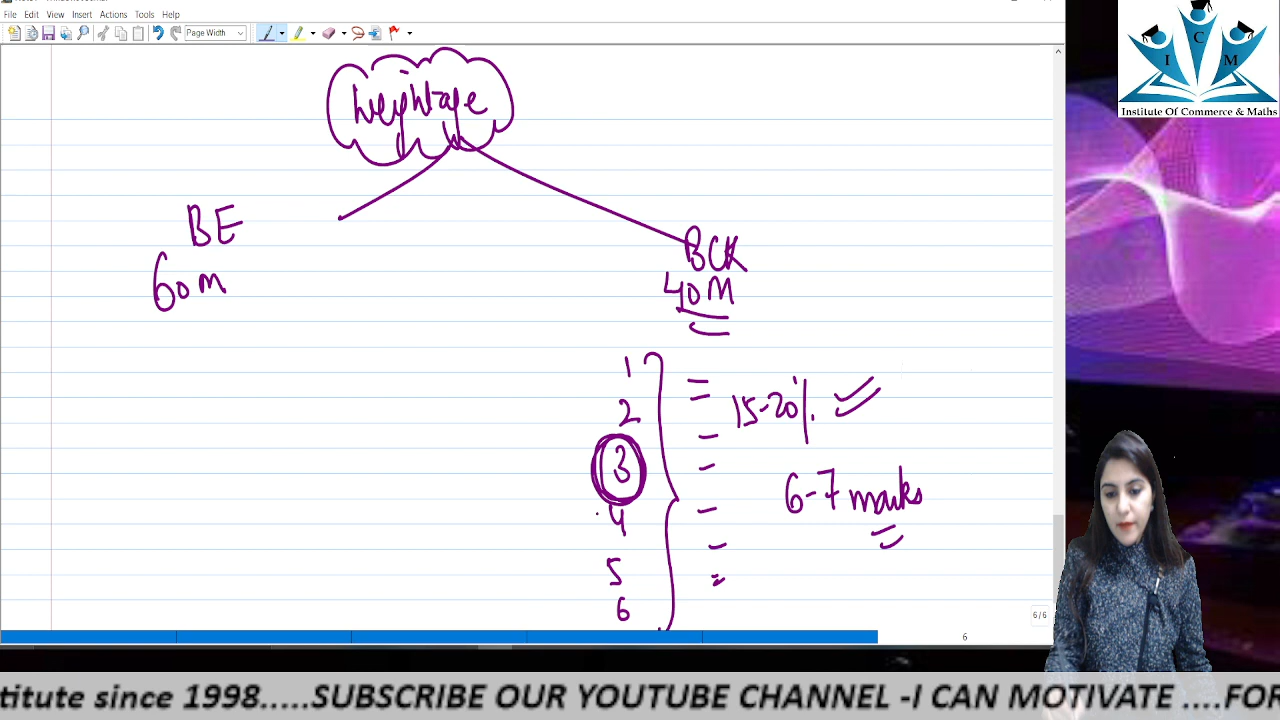 File Edit View Insert Actions Tools Help
Page Width
I C M
Institute Of Commerce & Maths
Weightage
BE
60 M
BCK
40 M
1
2
3
4
5
6
15-20%
6-7 marks
6/6
6
titute since 1998.....SUBSCRIBE OUR YOUTUBE CHANNEL -I CAN MOTIVATE ....FOR